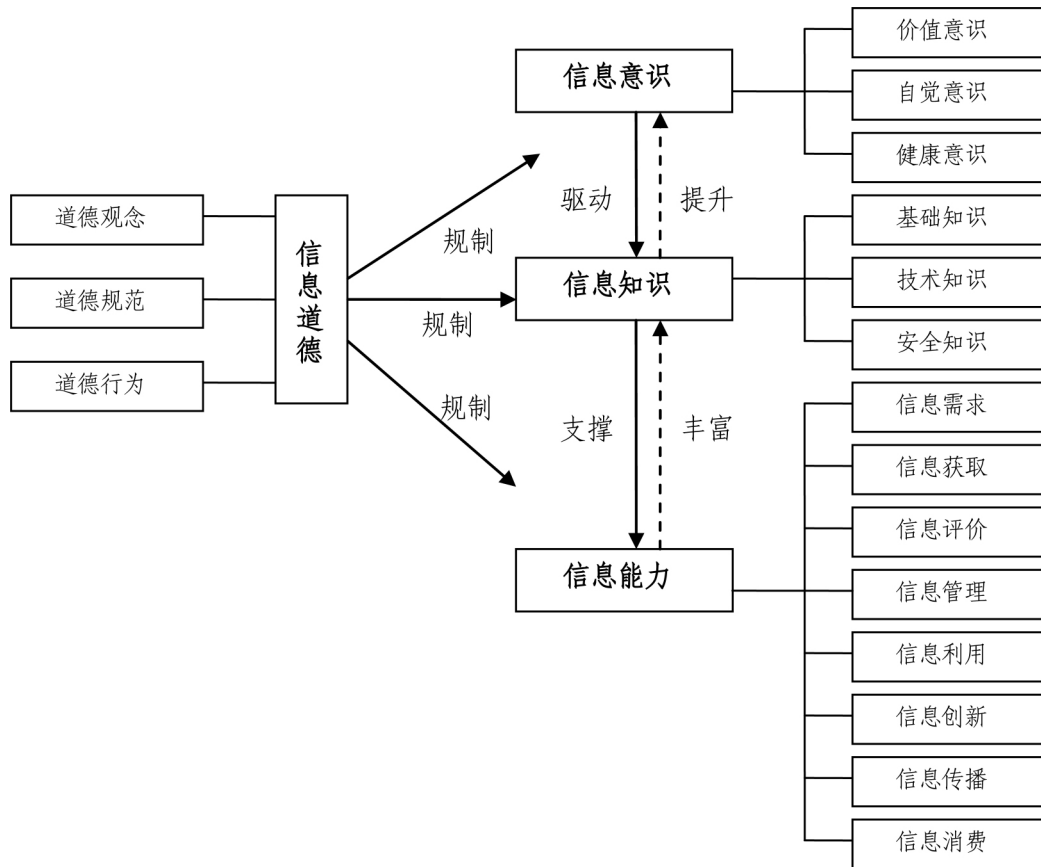 道德观念
道德规范
道德行为
信息道德
规制
规制
规制
信息意识
驱动
提升
信息知识
支撑
丰富
信息能力
价值意识
自觉意识
健康意识
基础知识
技术知识
安全知识
信息需求
信息获取
信息评价
信息管理
信息利用
信息创新
信息传播
信息消费